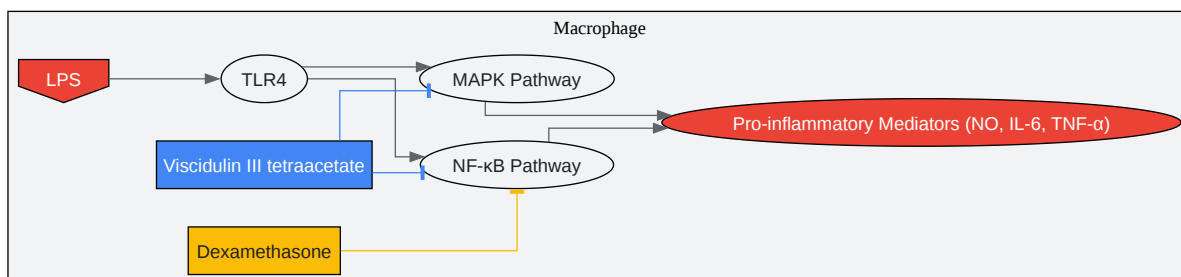 Macrophage
LPS
TLR4
MAPK Pathway
Pro-inflammatory Mediators (NO, IL-6, TNF-α)
Viscidulin III tetraacetate
NF-κB Pathway
Dexamethasone